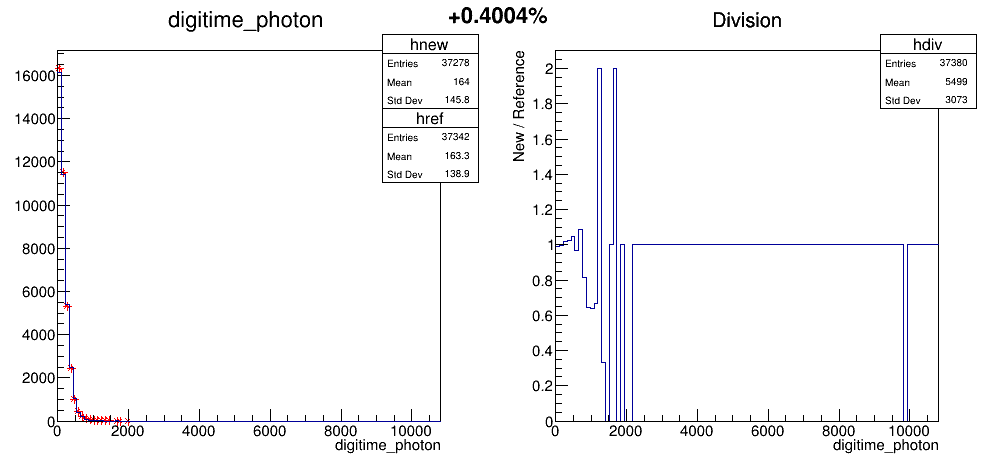 +0.4004%
digitime_photon
hnew
Entries 37278
Mean 164
Std Dev 145.8
href
Entries 37342
Mean 163.3
Std Dev 138.9
16000
14000
12000
10000
8000
6000
4000
2000
0
0 2000 4000 6000 8000 10000
digitime_photon
Division
hdiv
Entries 37380
Mean 5499
Std Dev 3073
New / Reference
2
1.8
1.6
1.4
1.2
1
0.8
0.6
0.4
0.2
0
0 2000 4000 6000 8000 10000
digitime_photon